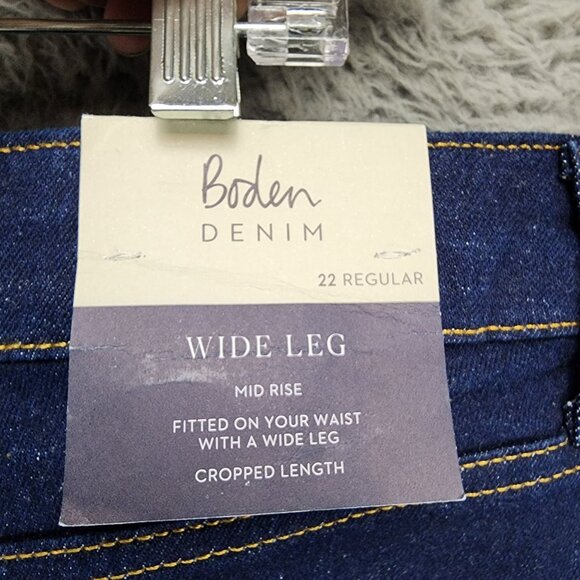 Boden
DENIM
22 REGULAR
WIDE LEG
MID RISE
FITTED ON YOUR WAIST
WITH A WIDE LEG
CROPPED LENGTH